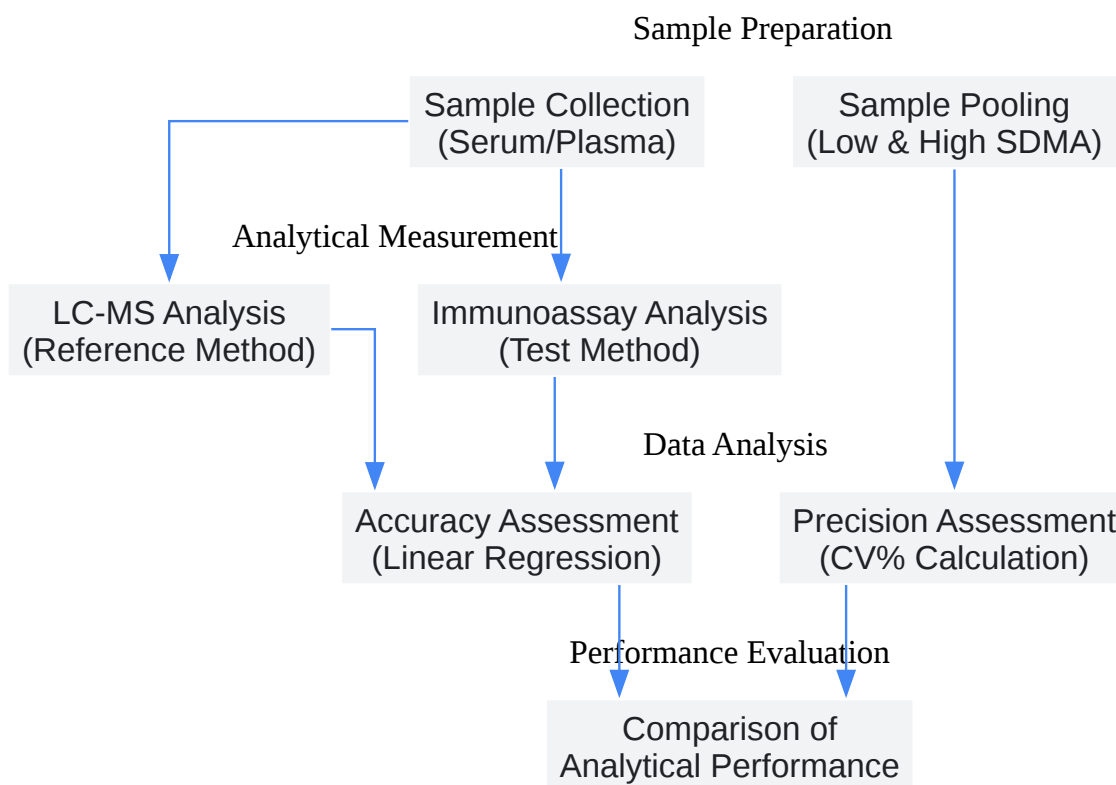 Sample Preparation
Sample Collection
(Serum/Plasma)
Sample Pooling
(Low & High SDMA)
Analytical Measurement
LC-MS Analysis
(Reference Method)
Immunoassay Analysis
(Test Method)
Data Analysis
Accuracy Assessment
(Linear Regression)
Precision Assessment
(CV% Calculation)
Performance Evaluation
Comparison of
Analytical Performance